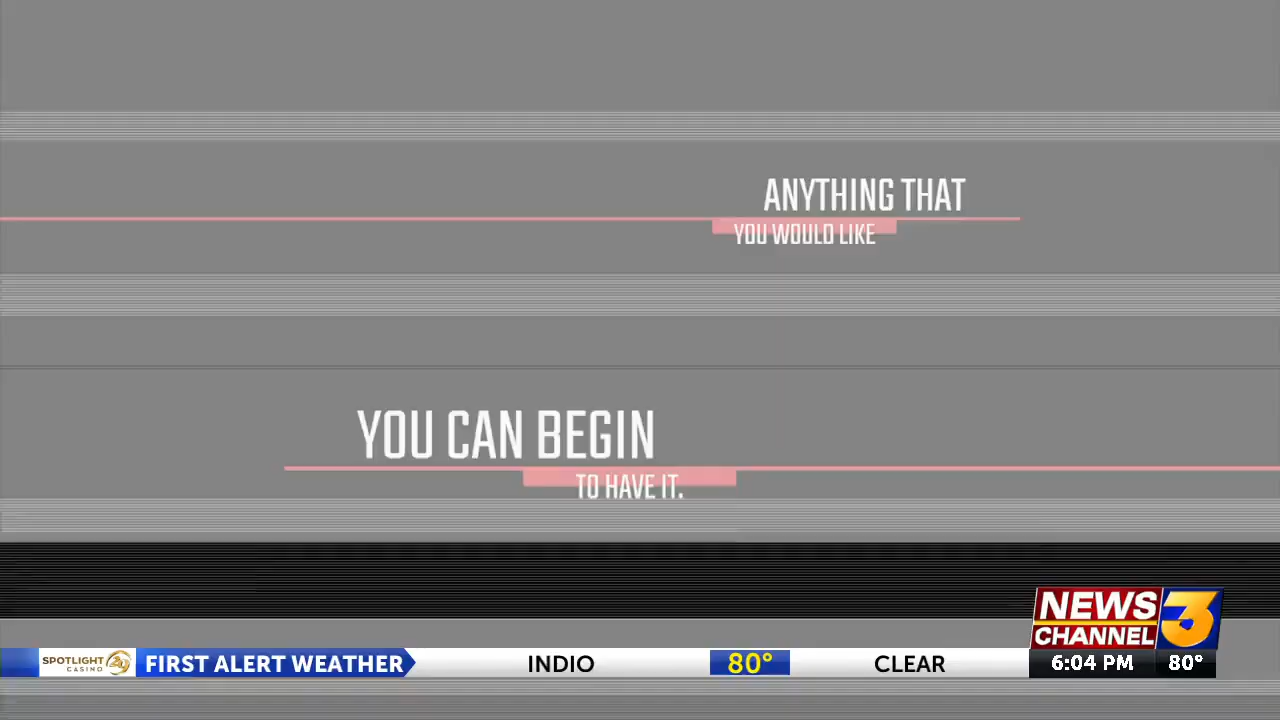 ANYTHING THAT
YOU WOULD LIKE
YOU CAN BEGIN
TO HAVE IT.
NEWS
CHANNEL 3
SPOTLIGHT 29
CASINO
FIRST ALERT WEATHER
INDIO 80° CLEAR
6:04 PM 80°